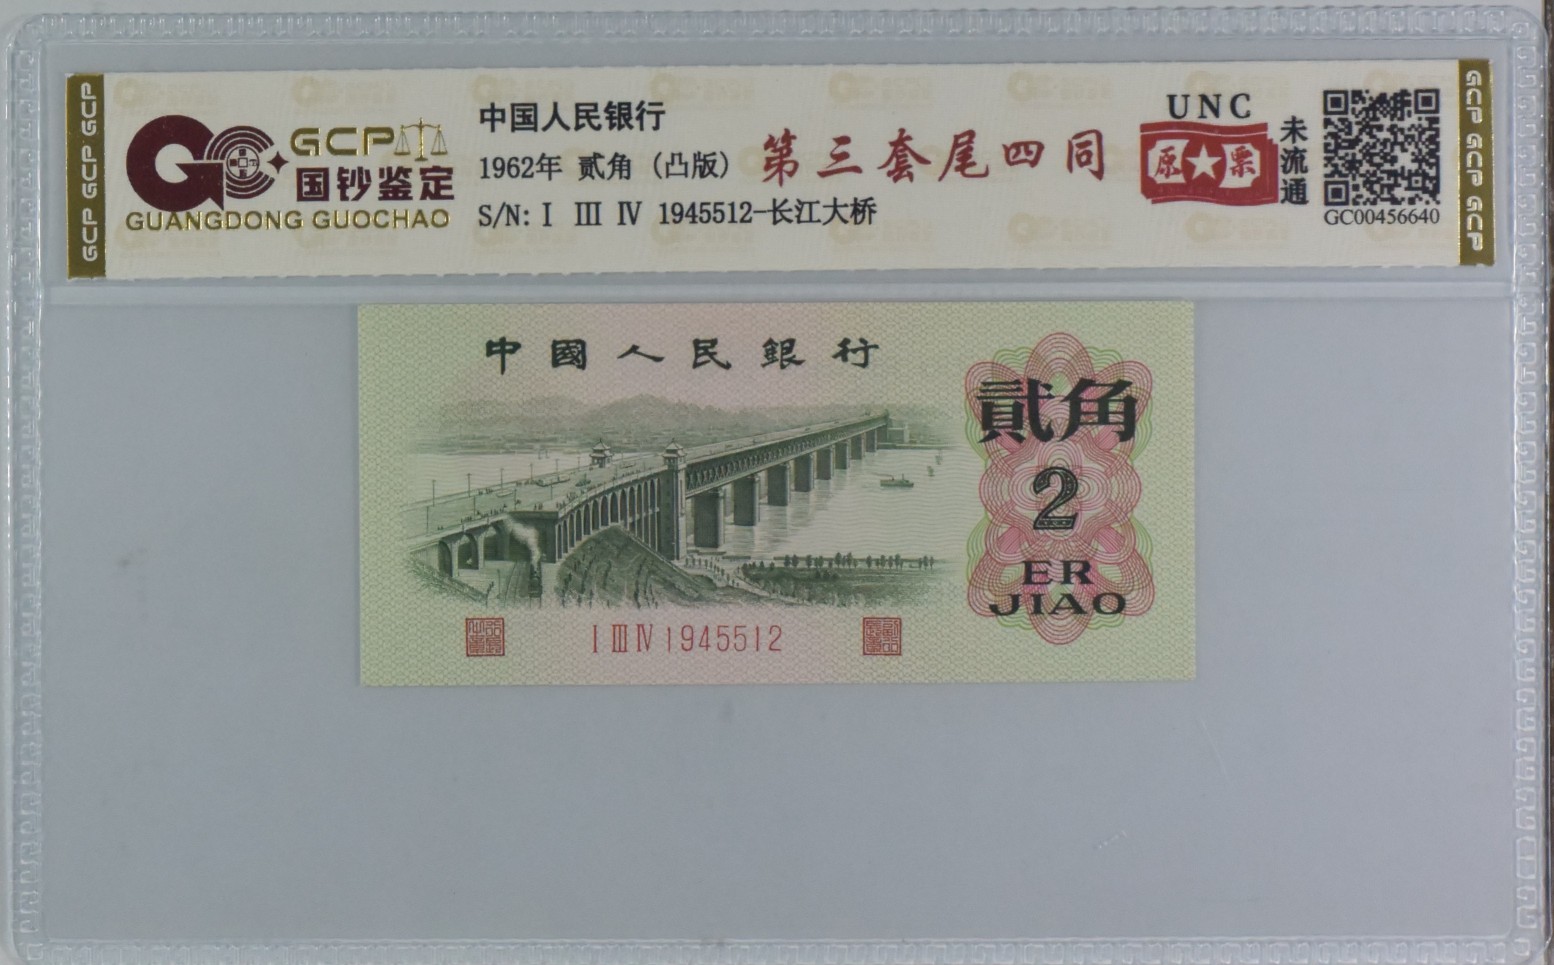 GCP GCP GCP
GCP
国钞鉴定
GUANGDONG GUOCHAO
中国人民银行
1962年 贰角 (凸版)
S/N: Ⅰ Ⅲ Ⅳ 1945512-长江大桥
第三套尾四同
UNC
原★票
未流通
GC00456640
GCP GCP GCP
中國人民銀行
貳角
2
ER
JIAO
Ⅰ Ⅲ Ⅳ 1945512